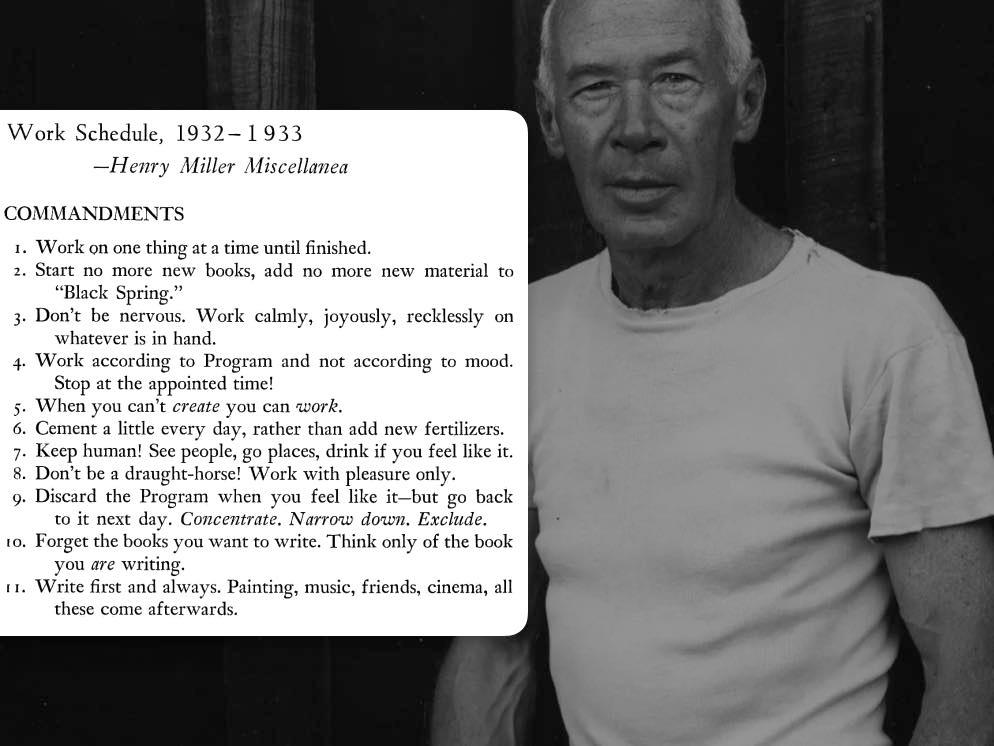 Work Schedule, 1932–1933
—Henry Miller Miscellanea
COMMANDMENTS
1. Work on one thing at a time until finished.
2. Start no more new books, add no more new material to
“Black Spring.”
3. Don’t be nervous. Work calmly, joyously, recklessly on
whatever is in hand.
4. Work according to Program and not according to mood.
Stop at the appointed time!
5. When you can’t create you can work.
6. Cement a little every day, rather than add new fertilizers.
7. Keep human! See people, go places, drink if you feel like it.
8. Don’t be a draught-horse! Work with pleasure only.
9. Discard the Program when you feel like it—but go back
to it next day. Concentrate. Narrow down. Exclude.
10. Forget the books you want to write. Think only of the book
you are writing.
11. Write first and always. Painting, music, friends, cinema, all
these come afterwards.